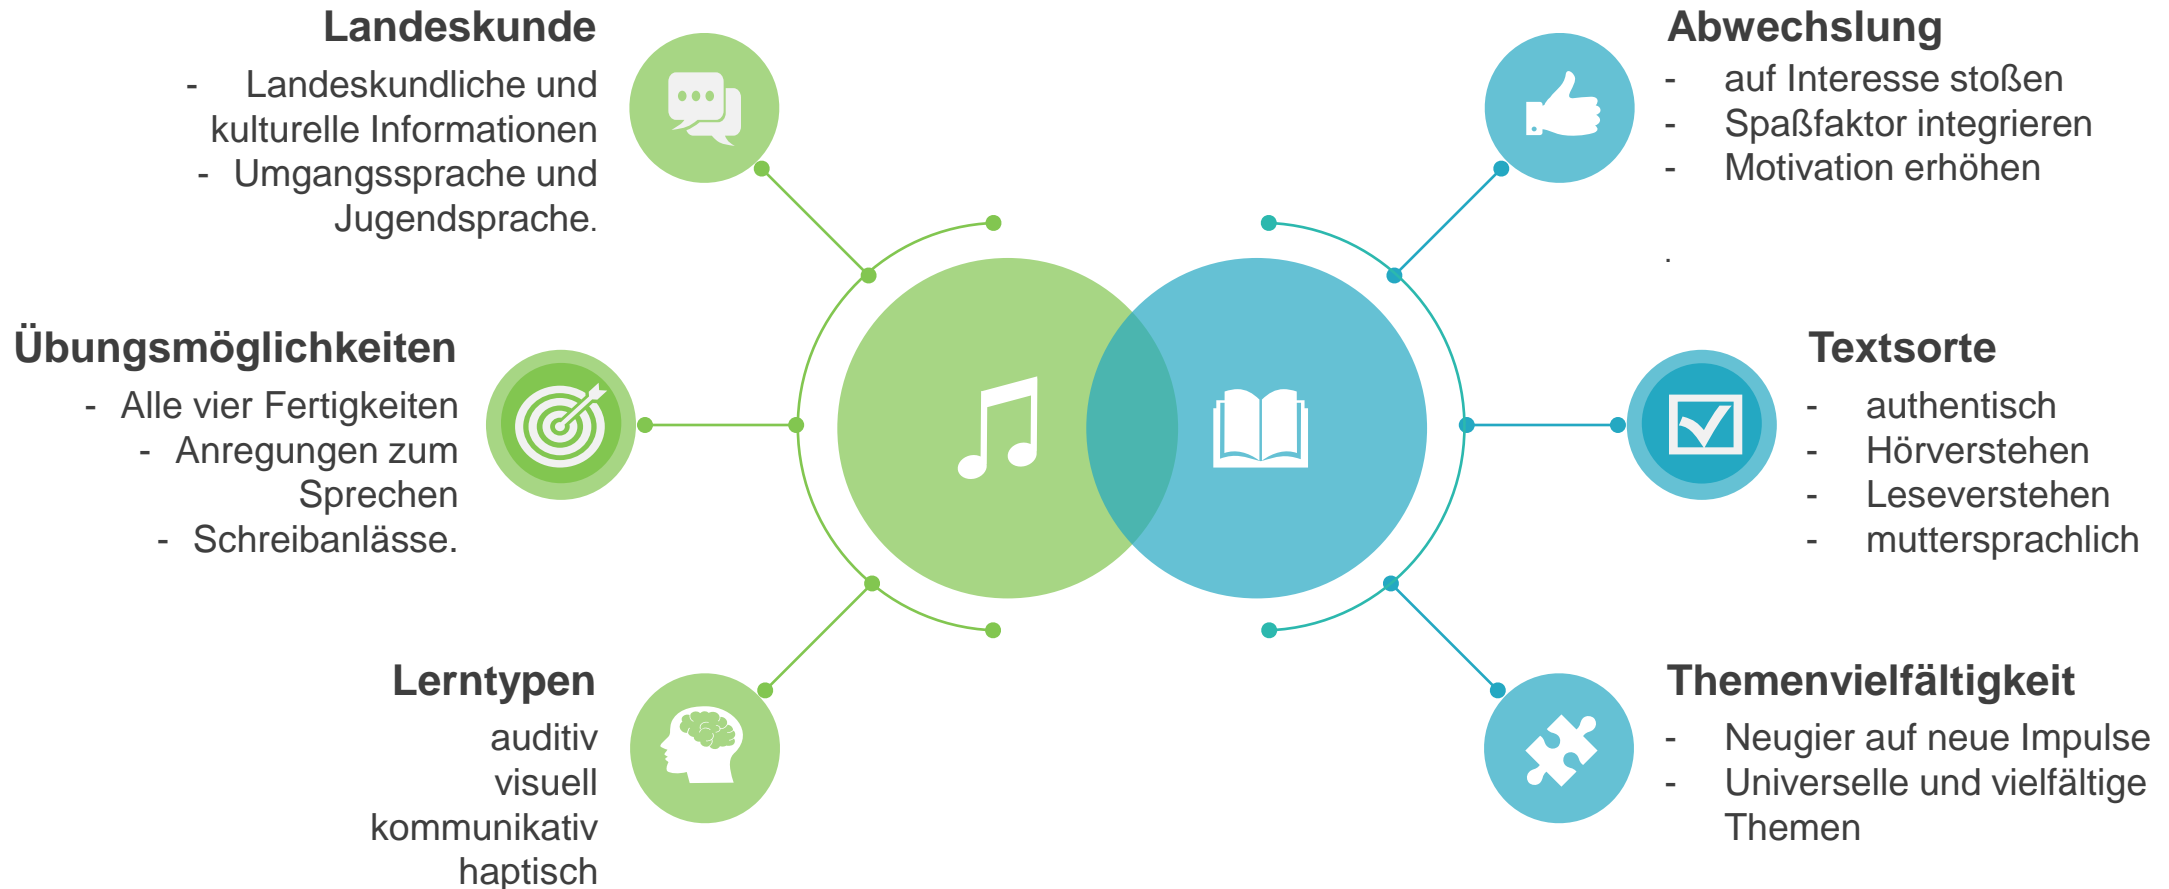 Landeskunde
- Landeskundliche und
kulturelle Informationen
- Umgangssprache und
Jugendsprache.
Übungsmöglichkeiten
- Alle vier Fertigkeiten
- Anregungen zum
Sprechen
- Schreibanlässe.
Lerntypen
auditiv
visuell
kommunikativ
haptisch
Abwechslung
- auf Interesse stoßen
- Spaßfaktor integrieren
- Motivation erhöhen
.
Textsorte
- authentisch
- Hörverstehen
- Leseverstehen
- muttersprachlich
Themenvielfältigkeit
- Neugier auf neue Impulse
- Universelle und vielfältige
Themen